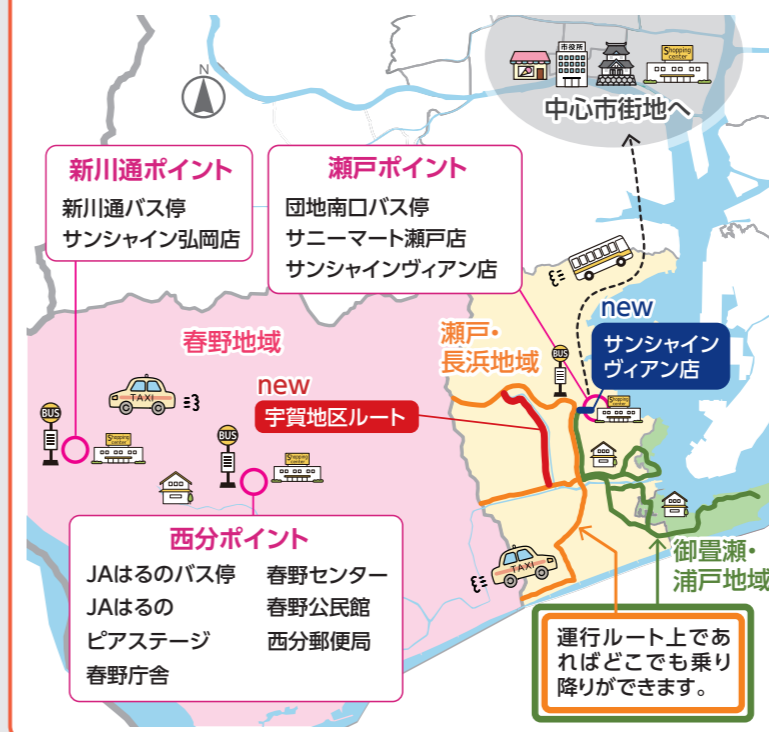 市役所
Shopping center
中心市街地へ
N
新川通ポイント
新川通バス停
サンシャイン弘岡店
瀬戸ポイント
団地南口バス停
サニーマート瀬戸店
サンシャインヴィアン店
new
サンシャイン
ヴィアン店
瀬戸・
長浜地域
春野地域
BUS
Shopping center
TAXI
new
宇賀地区ルート
BUS
Shopping center
BUS
Shopping center
西分ポイント
JAはるのバス停
JAはるの
ピアステージ
春野庁舎
春野センター
春野公民館
西分郵便局
TAXI
御畳瀬・
浦戸地域
運行ルート上であ
ればどこでも乗り
降りができます。